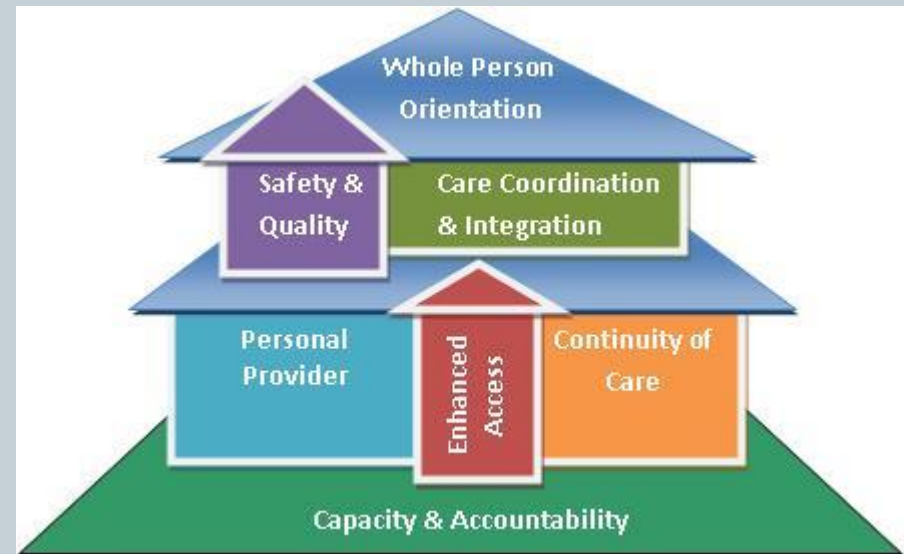 Whole Person
Orientation
Safety &
Quality
Care Coordination
& Integration
Personal
Provider
Enhanced
Access
Continuity of
Care
Capacity & Accountability